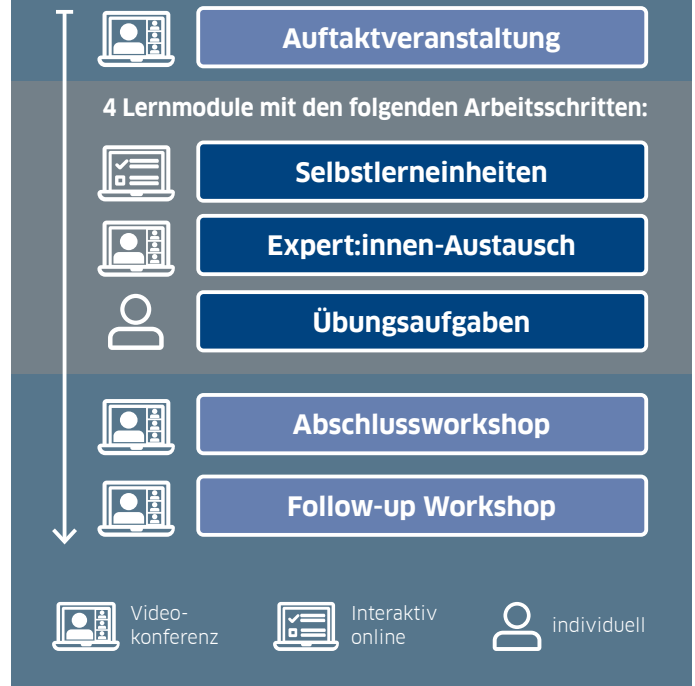 Auftaktveranstaltung
4 Lernmodule mit den folgenden Arbeitsschritten:
Selbstlerneinheiten
Expert:innen-Austausch
Übungsaufgaben
Abschlussworkshop
Follow-up Workshop
Video-
konferenz
Interaktiv
online
individuell